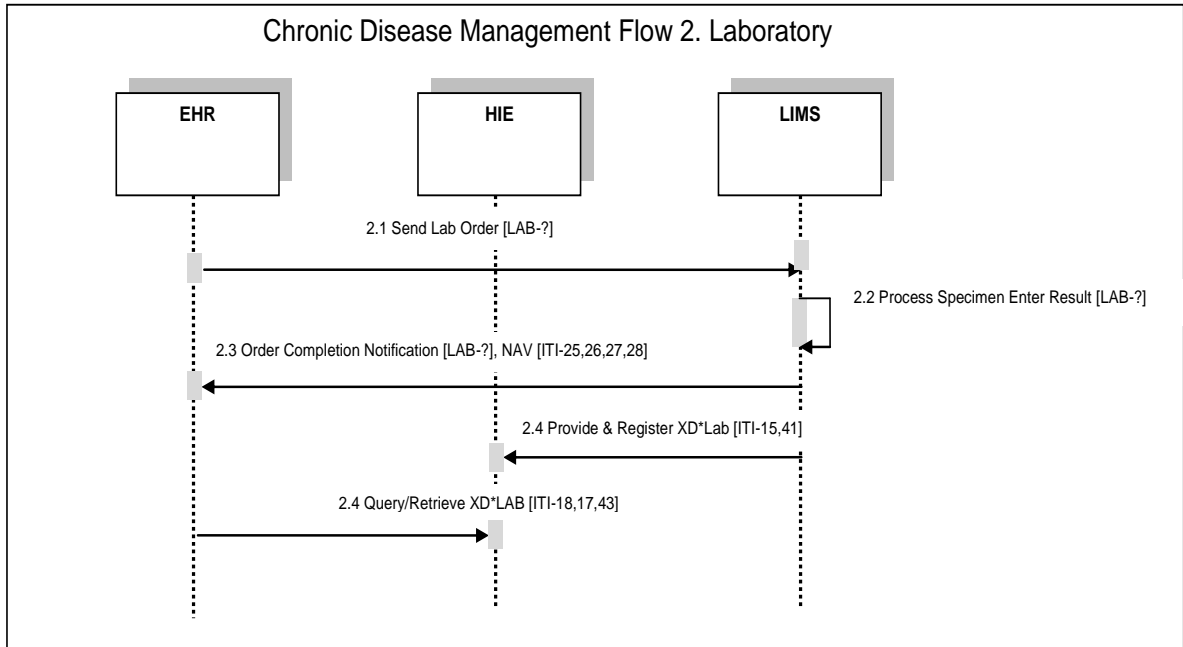 Chronic Disease Management Flow 2. Laboratory
EHR
HIE
LIMS
2.1 Send Lab Order [LAB-?]
2.2 Process Specimen Enter Result [LAB-?]
2.3 Order Completion Notification [LAB-?], NAV [ITI-25,26,27,28]
2.4 Provide & Register XD*Lab [ITI-15,41]
2.4 Query/Retrieve XD*LAB [ITI-18,17,43]